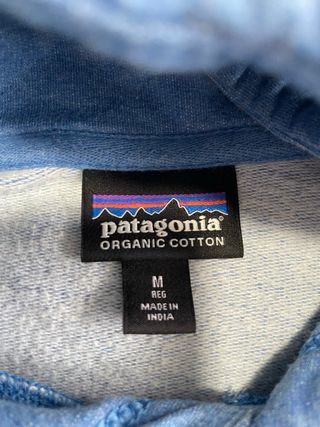 patagonia®
ORGANIC COTTON
M
REG
MADE IN
INDIA